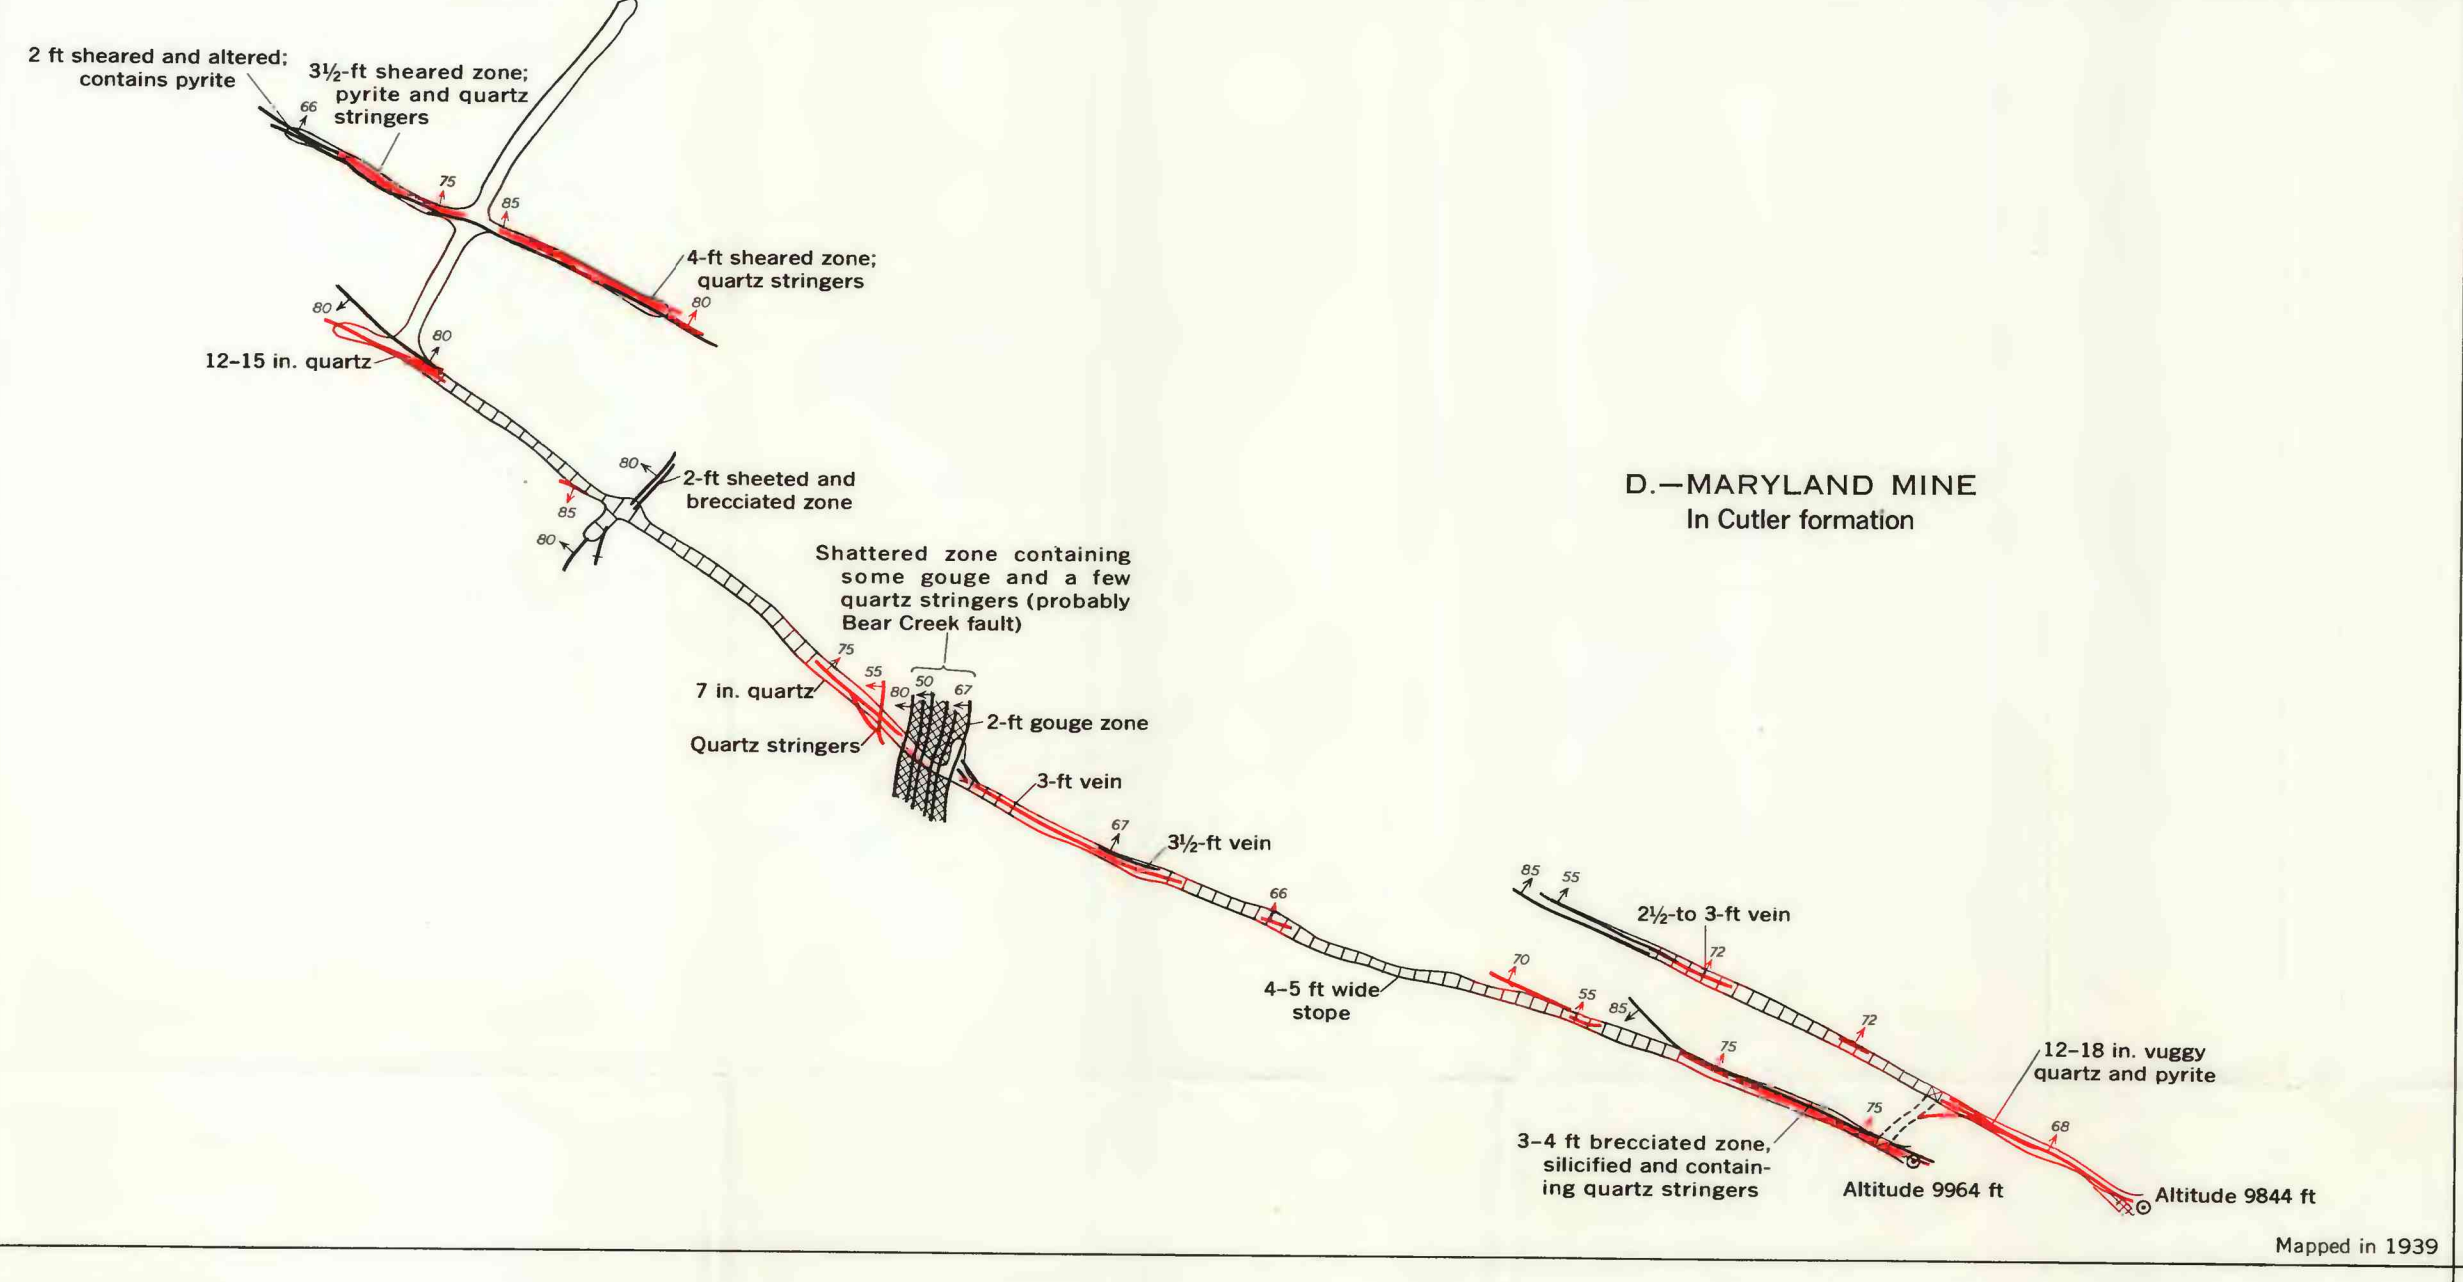 2 ft sheared and altered;
contains pyrite
3½-ft sheared zone;
pyrite and quartz
stringers
66
75
85
4-ft sheared zone;
quartz stringers
80
80
80
12–15 in. quartz
80
2-ft sheeted and
brecciated zone
85
80
D.—MARYLAND MINE
In Cutler formation
Shattered zone containing
some gouge and a few
quartz stringers (probably
Bear Creek fault)
75
55
80
50
67
7 in. quartz
2-ft gouge zone
Quartz stringers
3-ft vein
67
3½-ft vein
66
85
55
2½-to 3-ft vein
72
70
4–5 ft wide
stope
55
85
72
75
12–18 in. vuggy
quartz and pyrite
75
68
3–4 ft brecciated zone,
silicified and contain-
ing quartz stringers
Altitude 9964 ft
Altitude 9844 ft
Mapped in 1939